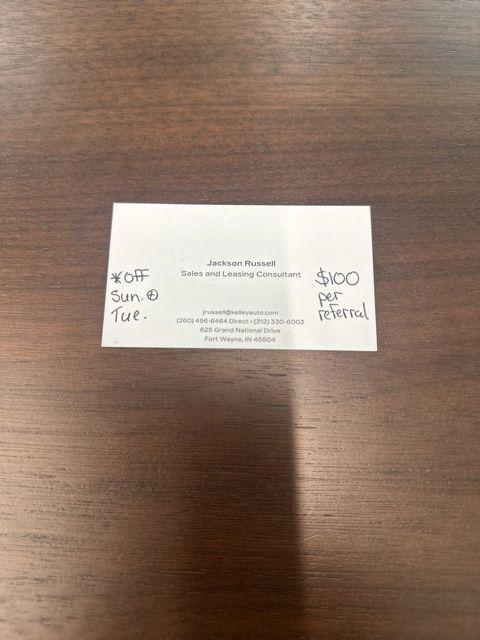 Jackson Russell
Sales and Leasing Consultant
*Off
Sun. ⊕
Tue.
$100
per
referral
jrussell@kelleyauto.com
(260) 496-6464 Direct • (312) 330-6003
625 Grand National Drive
Fort Wayne, IN 46804